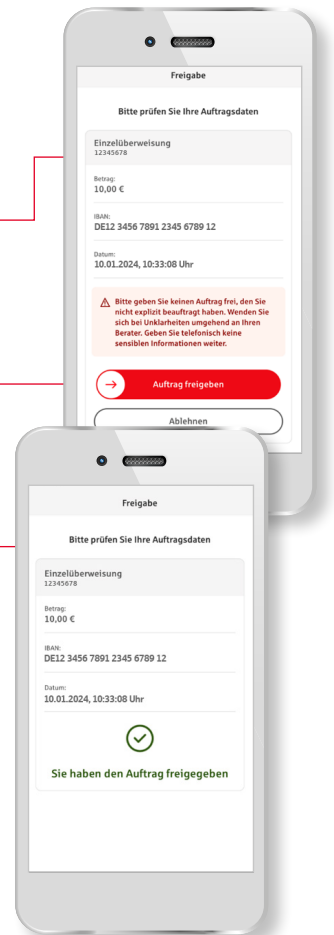 Freigabe
Bitte prüfen Sie Ihre Auftragsdaten
Einzelüberweisung
12345678
Betrag:
10,00 €
IBAN:
DE12 3456 7891 2345 6789 12
Datum:
10.01.2024, 10:33:08 Uhr
Bitte geben Sie keinen Auftrag frei, den Sie
nicht explizit beauftragt haben. Wenden Sie
sich bei Unklarheiten umgehend an Ihren
Berater. Geben Sie telefonisch keine
sensiblen Informationen weiter.
Auftrag freigeben
Ablehnen
Freigabe
Bitte prüfen Sie Ihre Auftragsdaten
Einzelüberweisung
12345678
Betrag:
10,00 €
IBAN:
DE12 3456 7891 2345 6789 12
Datum:
10.01.2024, 10:33:08 Uhr
Sie haben den Auftrag freigegeben